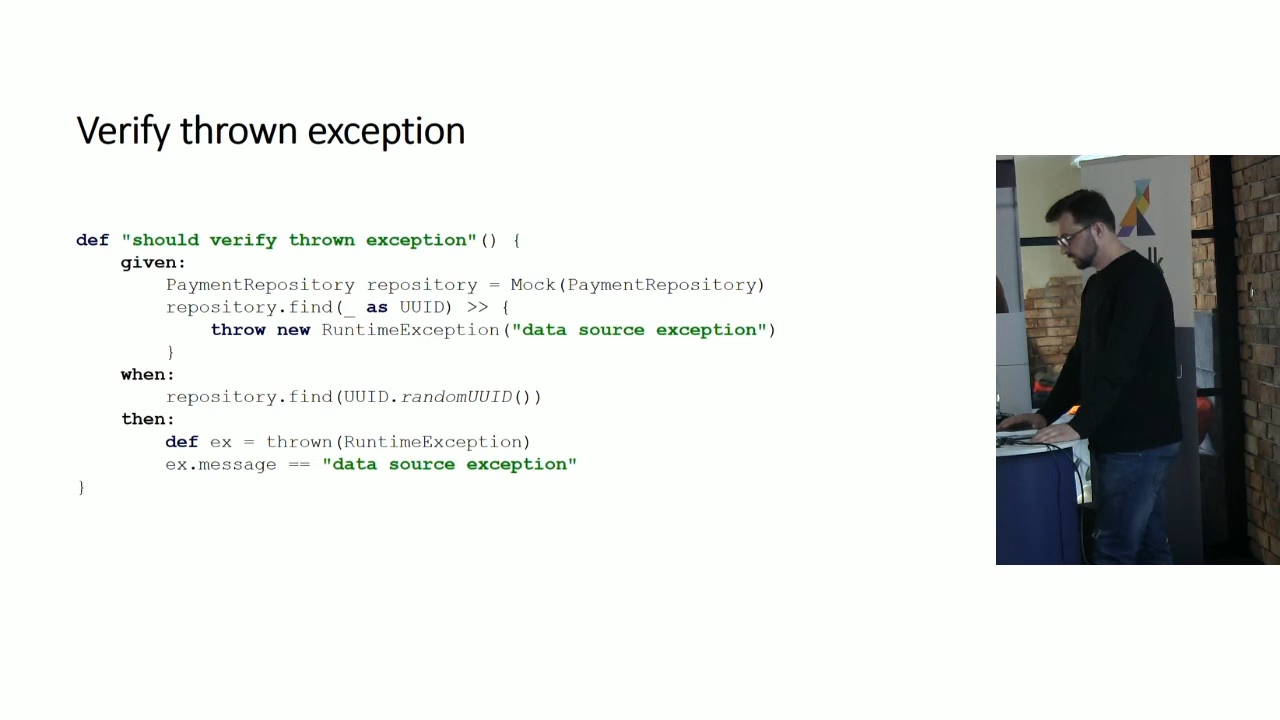 Verify thrown exception
def "should verify thrown exception"() {
given:
PaymentRepository repository = Mock(PaymentRepository)
repository.find(_ as UUID) >> {
throw new RuntimeException("data source exception")
}
when:
repository.find(UUID.randomUUID())
then:
def ex = thrown(RuntimeException)
ex.message == "data source exception"
}